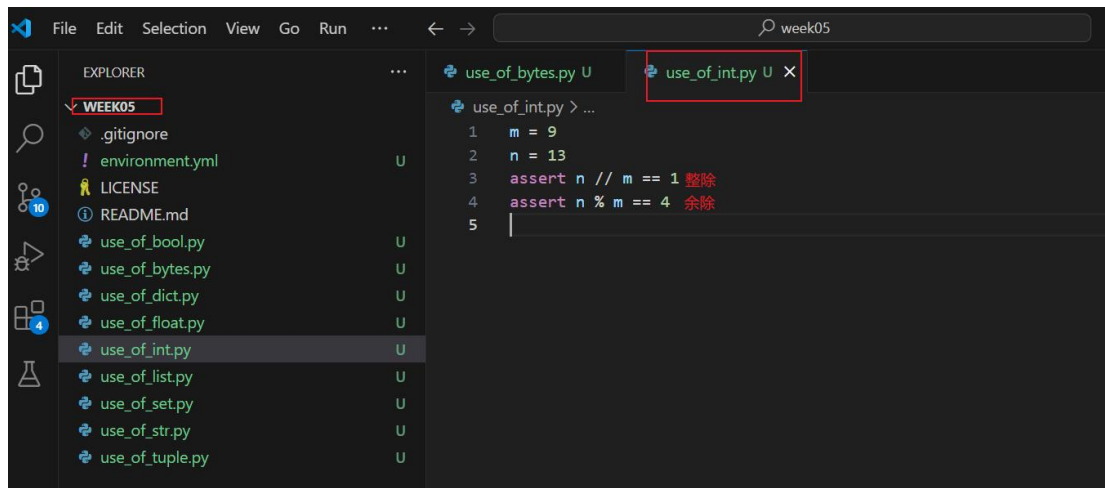 File Edit Selection View Go Run ··· ← → week05
EXPLORER ···
WEEK05
.gitignore
environment.yml U
LICENSE
README.md
use_of_bool.py U
use_of_bytes.py U
use_of_dict.py U
use_of_float.py U
use_of_int.py U
use_of_list.py U
use_of_set.py U
use_of_str.py U
use_of_tuple.py U
10
4
use_of_bytes.py U use_of_int.py U ×
use_of_int.py > ...
1 m = 9
2 n = 13
3 assert n // m == 1 整除
4 assert n % m == 4 余除
5